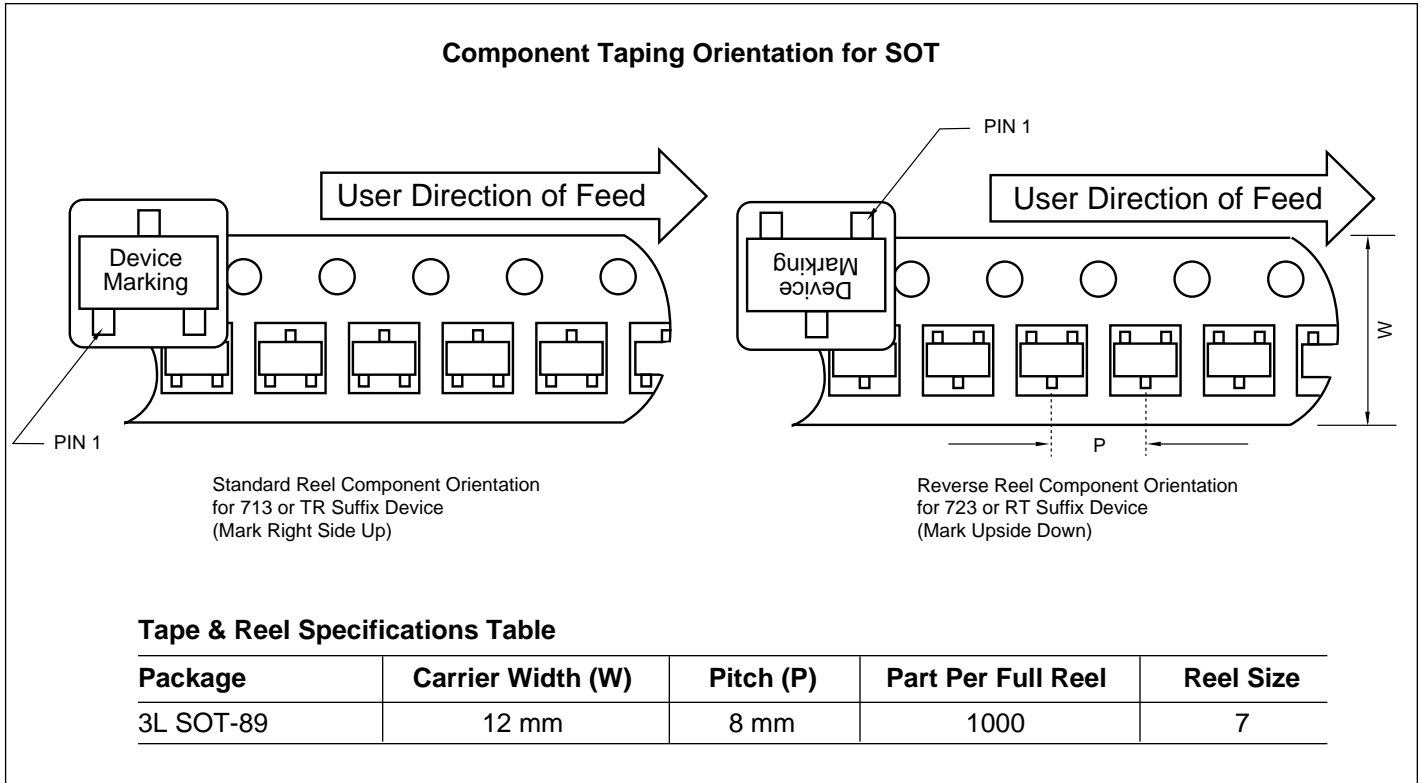 Component Taping Orientation for SOT
PIN 1
User Direction of Feed
User Direction of Feed
Device
Marking
Device
Marking
W
PIN 1
P
Standard Reel Component Orientation
for 713 or TR Suffix Device
(Mark Right Side Up)
Reverse Reel Component Orientation
for 723 or RT Suffix Device
(Mark Upside Down)
Tape & Reel Specifications Table
Package Carrier Width (W) Pitch (P) Part Per Full Reel Reel Size
3L SOT-89 12 mm 8 mm 1000 7